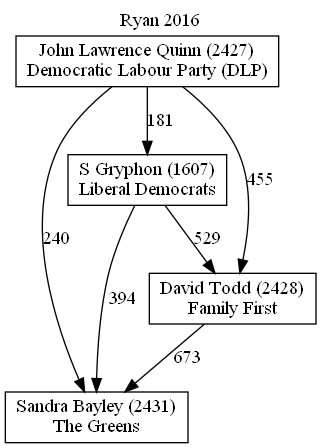 Ryan 2016
John Lawrence Quinn (2427)
Democratic Labour Party (DLP)
181
S Gryphon (1607)
Liberal Democrats
455
240
529
394
David Todd (2428)
Family First
673
Sandra Bayley (2431)
The Greens